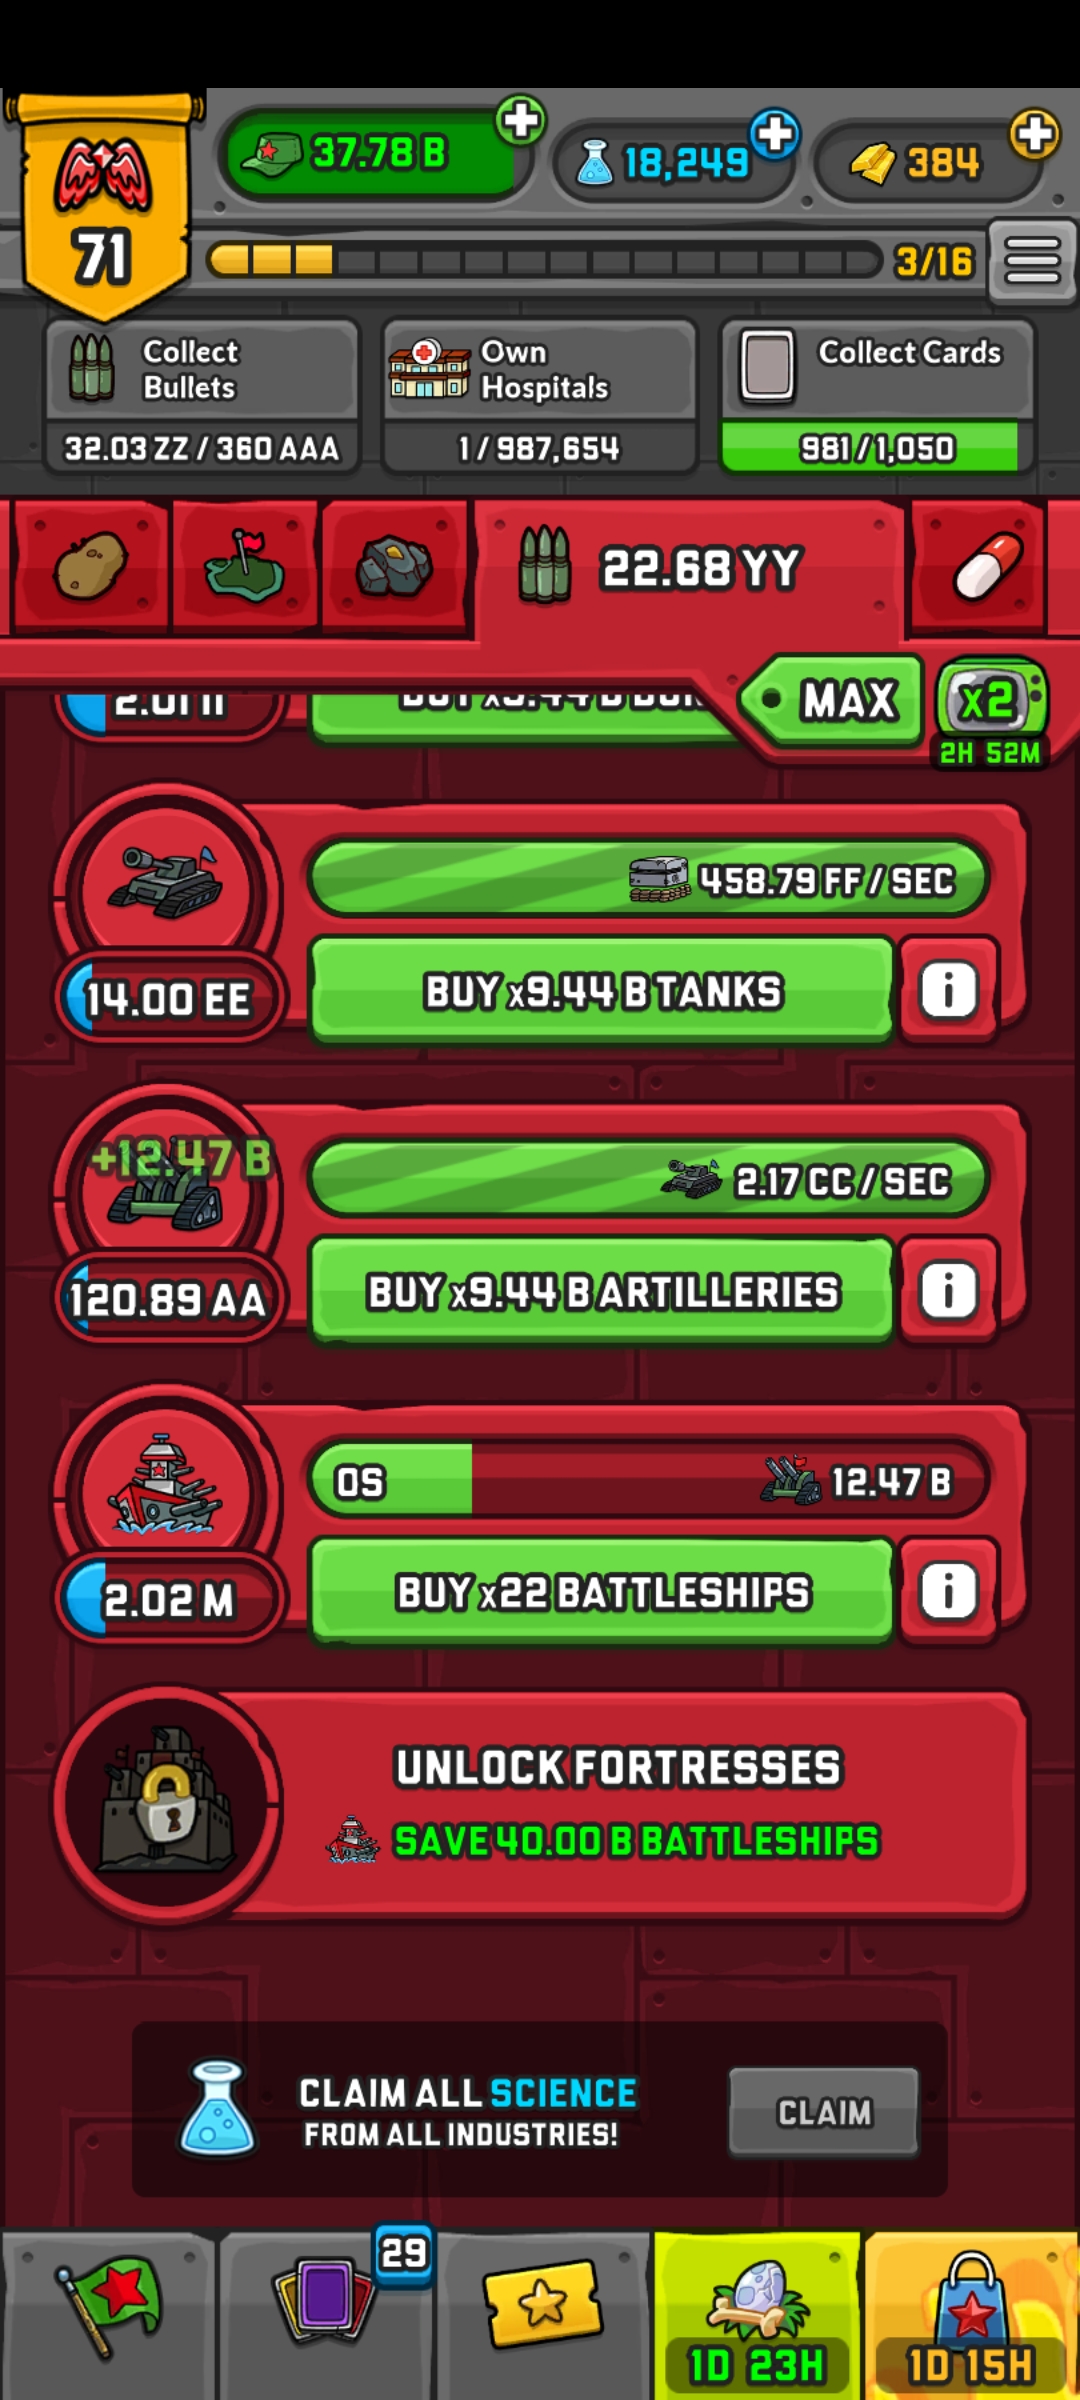 37.78 B
18,249
384
71
3/16
Collect
Bullets
32.03 ZZ / 360 AAA
Own
Hospitals
1 / 987,654
Collect Cards
981 / 1,050
22.68 YY
MAX
x2
2H 52M
458.79 FF / SEC
14.00 EE
BUY x9.44 B TANKS
i
+12.47 B
2.17 CC / SEC
120.89 AA
BUY x9.44 B ARTILLERIES
i
0S
12.47 B
2.02 M
BUY x22 BATTLESHIPS
i
UNLOCK FORTRESSES
SAVE 40.00 B BATTLESHIPS
CLAIM ALL SCIENCE
FROM ALL INDUSTRIES!
CLAIM
29
1D 23H
1D 15H